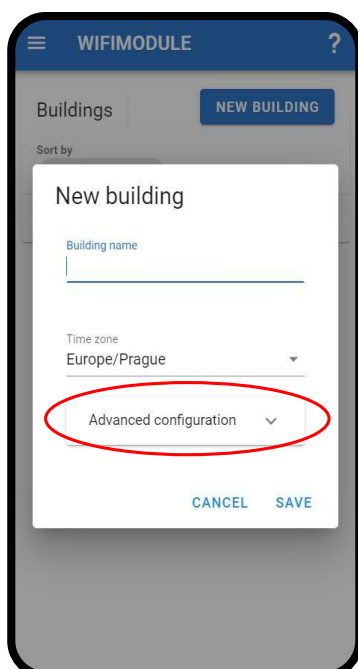 WIFIMODULE ?
Buildings NEW BUILDING
Sort by
New building
Building name
Time zone
Europe/Prague
Advanced configuration
CANCEL SAVE